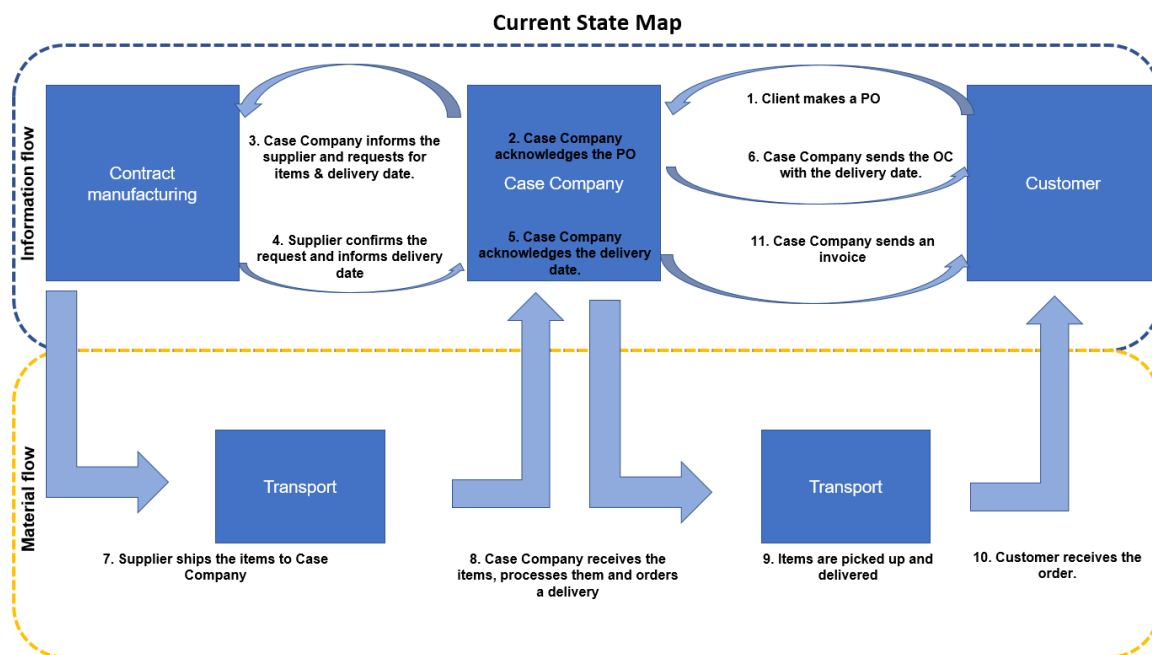 Current State Map
Information flow
Contract
manufacturing
3. Case Company informs the
supplier and requests for
items & delivery date.
4. Supplier confirms the
request and informs delivery
date
2. Case Company
acknowledges the PO
Case Company
5. Case Company
acknowledges the delivery
date.
1. Client makes a PO
6. Case Company sends the OC
with the delivery date.
11. Case Company sends an
invoice
Customer
Material flow
Transport
7. Supplier ships the items to Case
Company
8. Case Company receives the
items, processes them and orders
a delivery
Transport
9. Items are picked up and
delivered
10. Customer receives the
order.